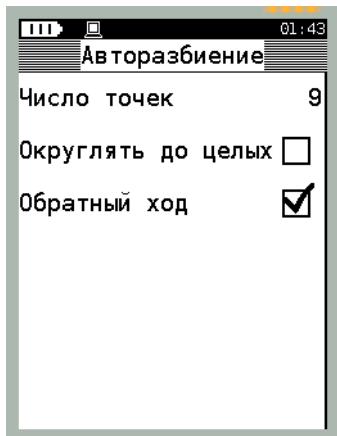 01:43
Авторазбиение
Число точек 9
Округлять до целых
Обратный ход